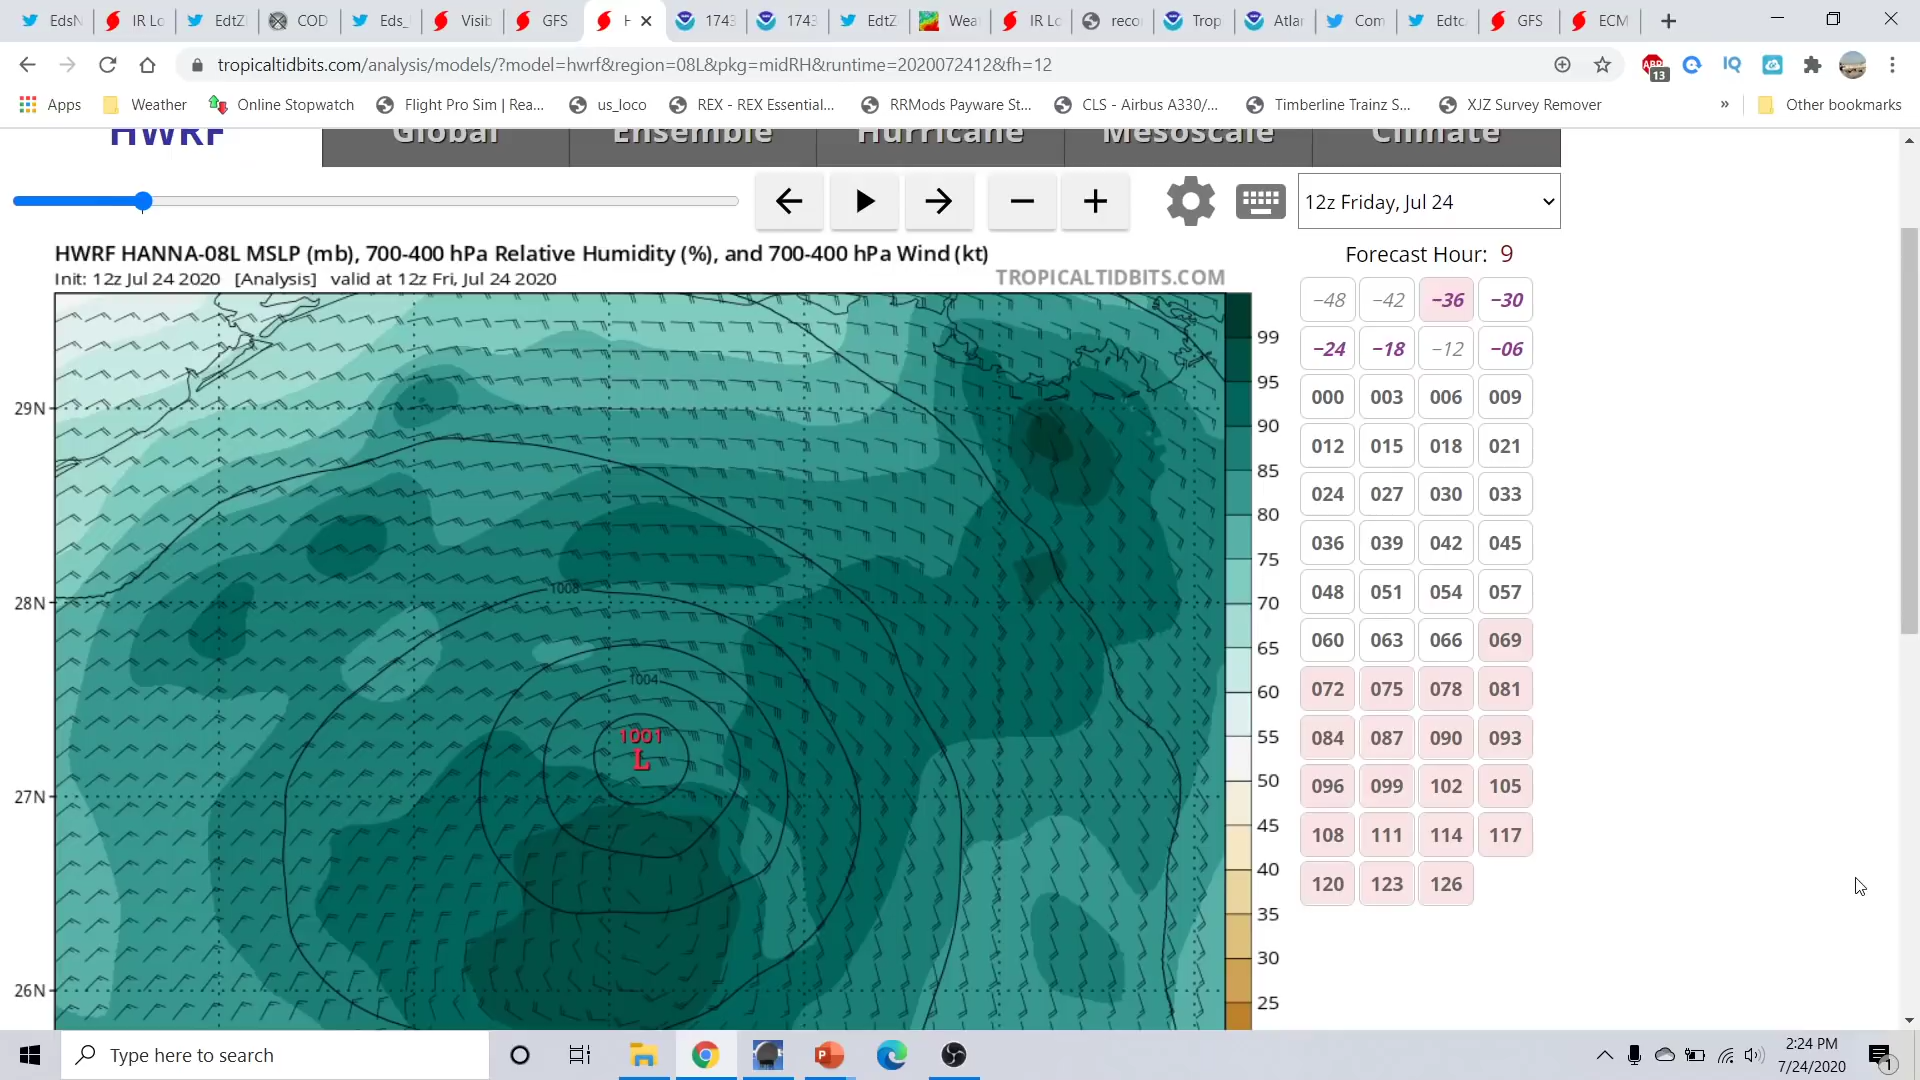 EdsN
IR Lo
EdtZ
COD
Eds_
Visib
GFS
H
1743
1743
EdtZ
Wea
IR Lo
reco
Trop
Atlar
Com
Edtc
GFS
ECM
tropicaltidbits.com/analysis/models/?model=hwrf&region=08L&pkg=midRH&runtime=2020072412&fh=12
ABP
13
IQ
Apps
Weather
Online Stopwatch
Flight Pro Sim | Rea...
us_loco
REX - REX Essential...
RRMods Payware St...
CLS - Airbus A330/...
Timberline Trainz S...
XJZ Survey Remover
»
Other bookmarks
HWRF
Global
Ensemble
Hurricane
Mesoscale
Climate
12z Friday, Jul 24
HWRF HANNA-08L MSLP (mb), 700-400 hPa Relative Humidity (%), and 700-400 hPa Wind (kt)
Init: 12z Jul 24 2020 [Analysis] valid at 12z Fri, Jul 24 2020
TROPICALTIDBITS.COM
Forecast Hour: 9
−48 −42 −36 −30
−24 −18 −12 −06
000 003 006 009
012 015 018 021
024 027 030 033
036 039 042 045
048 051 054 057
060 063 066 069
072 075 078 081
084 087 090 093
096 099 102 105
108 111 114 117
120 123 126
29N
28N
27N
26N
1008
1004
1001
L
99
95
90
85
80
75
70
65
60
55
50
45
40
35
30
25
Type here to search
2:24 PM
7/24/2020
1